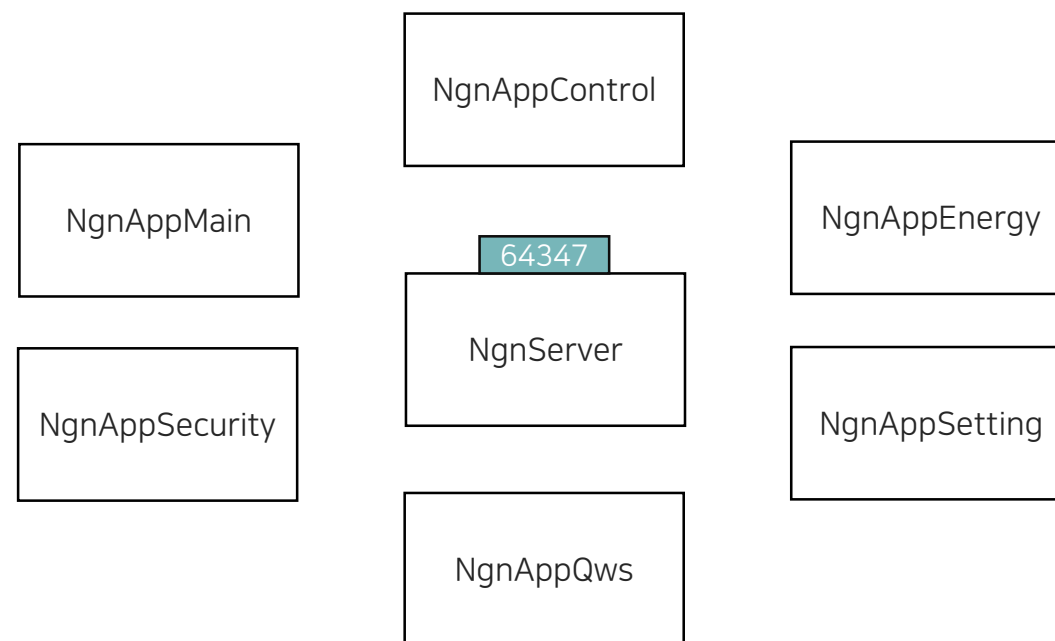 NgnAppControl
NgnAppMain
NgnAppEnergy
64347
NgnServer
NgnAppSecurity
NgnAppSetting
NgnAppQws